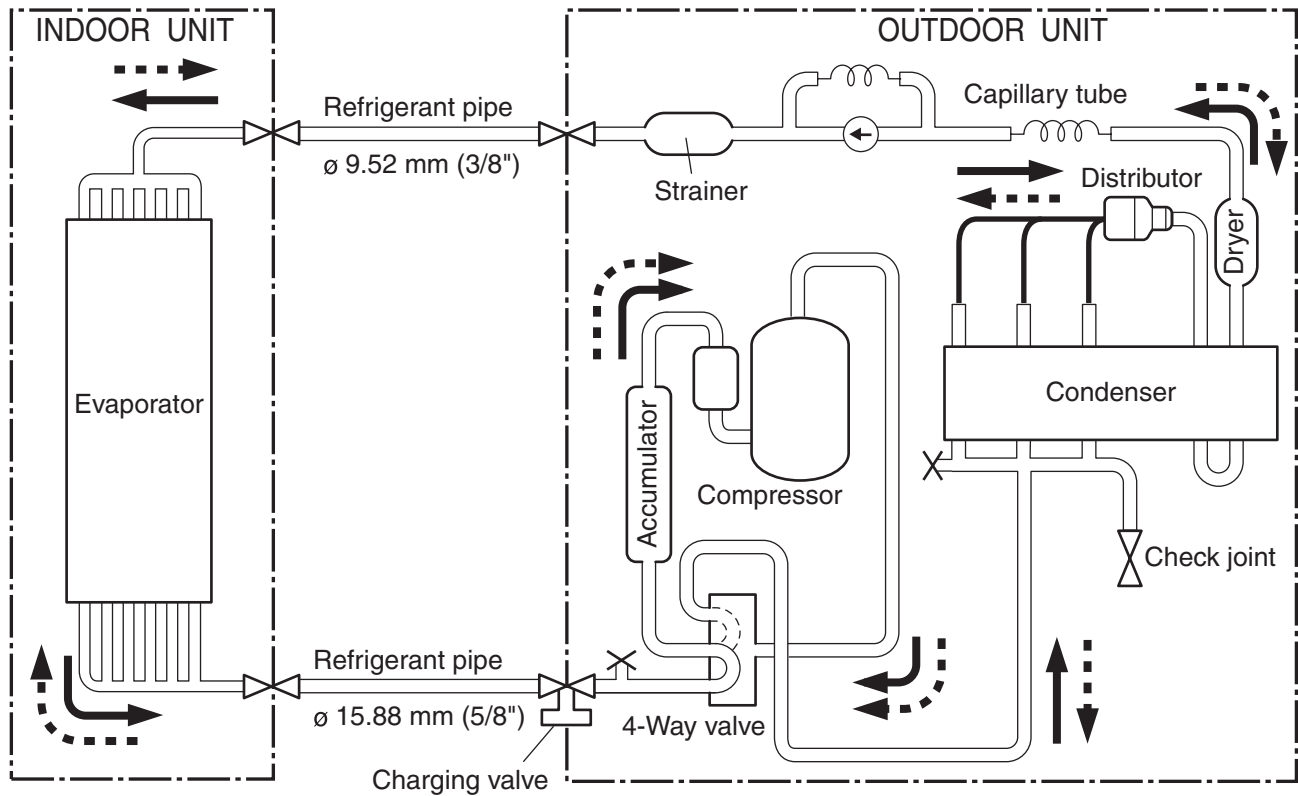 INDOOR UNIT
OUTDOOR UNIT
Refrigerant pipe
ø 9.52 mm (3/8")
Strainer
Capillary tube
Distributor
Dryer
Evaporator
Accumulator
Compressor
Condenser
Check joint
Refrigerant pipe
ø 15.88 mm (5/8")
4-Way valve
Charging valve